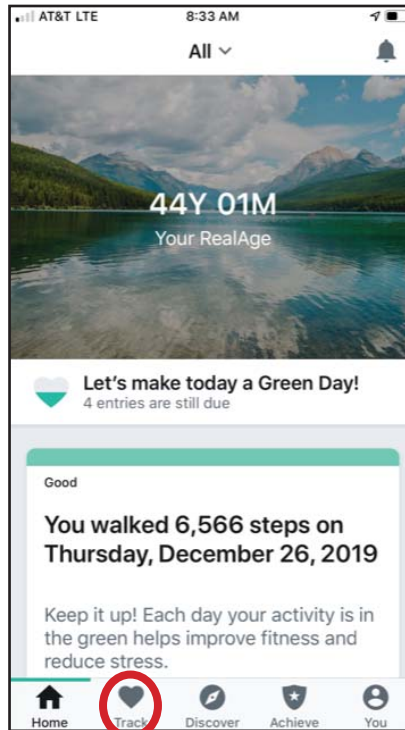 AT&T LTE 8:33 AM
All
44Y 01M
Your RealAge
Let's make today a Green Day!
4 entries are still due
Good
You walked 6,566 steps on
Thursday, December 26, 2019
Keep it up! Each day your activity is in
the green helps improve fitness and
reduce stress.
Home Track Discover Achieve You